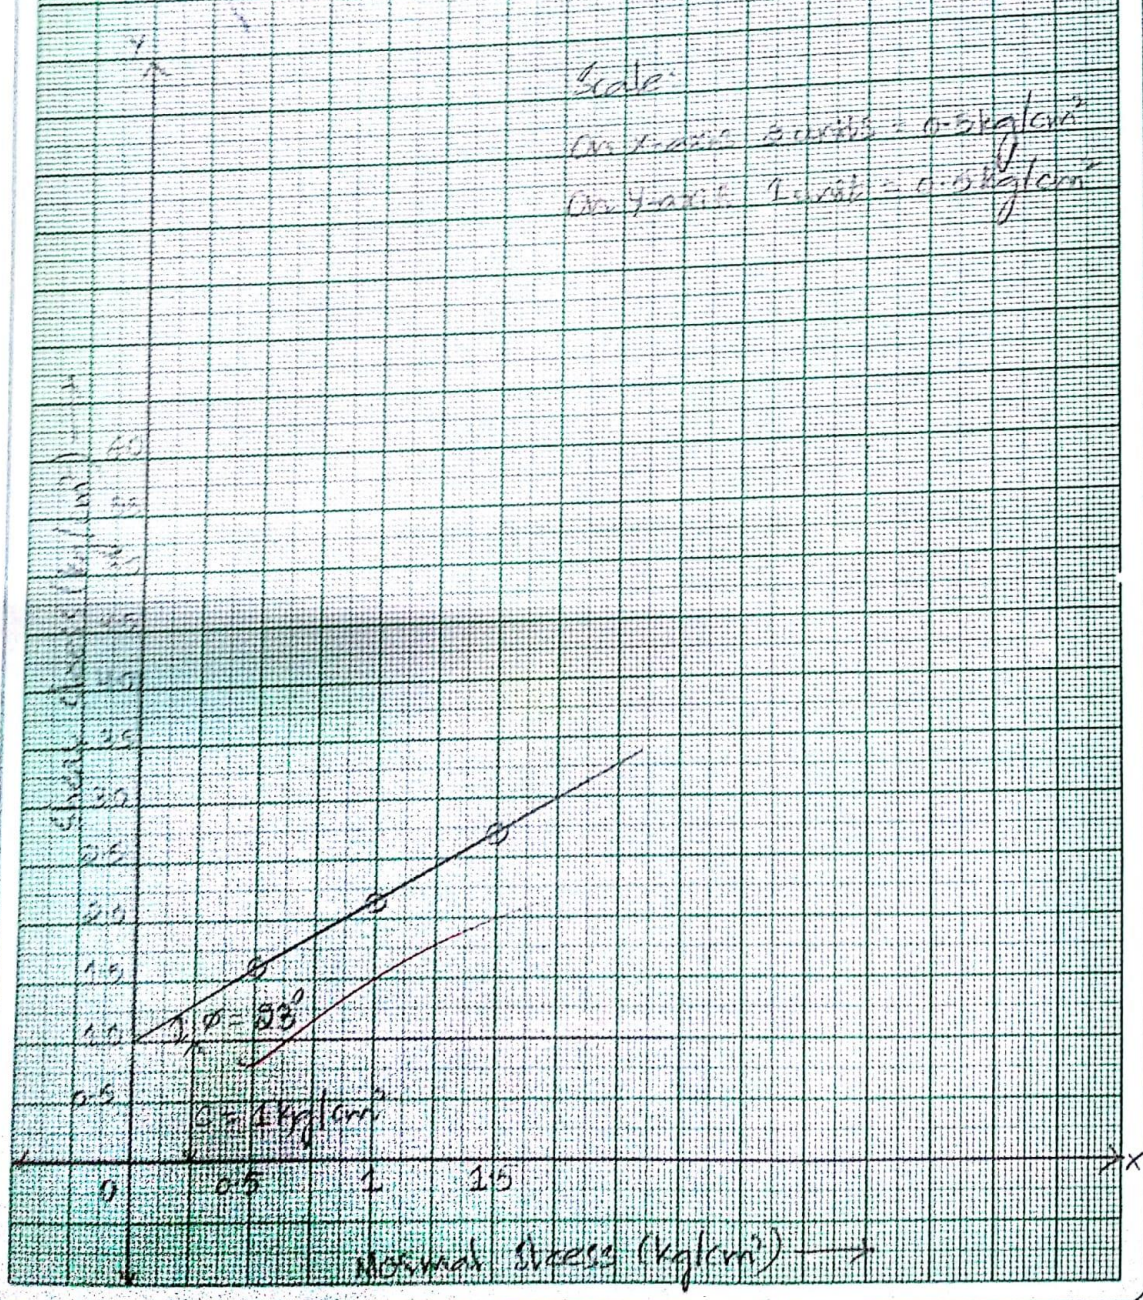 Y
Scale:
On X-axis 2 units = 0.5kg/cm²
On Y-axis 1 unit = 0.5kg/cm²
Shear stress (kg/cm²)
3.5
3.0
2.5
2.0
1.5
1.0
0.5
φ = 23°
C = 1kg/cm²
0 0.5 1 1.5
X
Normal stress (kg/cm²)